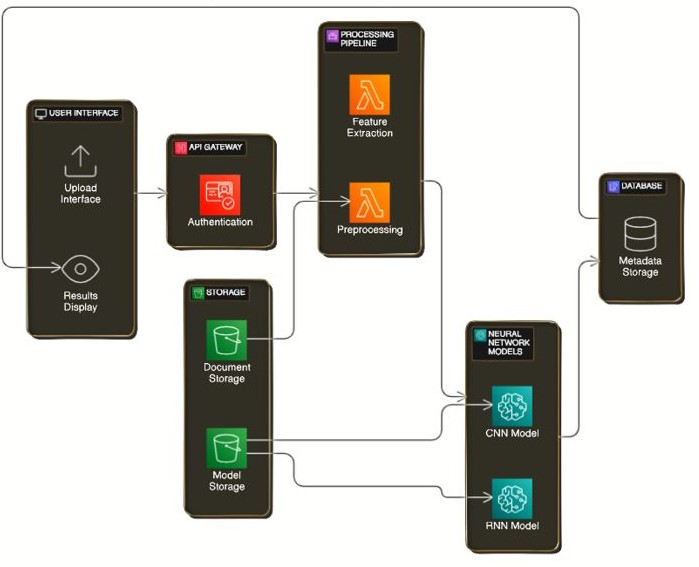 PROCESSING
PIPELINE
Feature
Extraction
Preprocessing
USER INTERFACE
Upload
Interface
Results
Display
API GATEWAY
Authentication
STORAGE
Document
Storage
Model
Storage
NEURAL
NETWORK
MODELS
CNN Model
RNN Model
DATABASE
Metadata
Storage